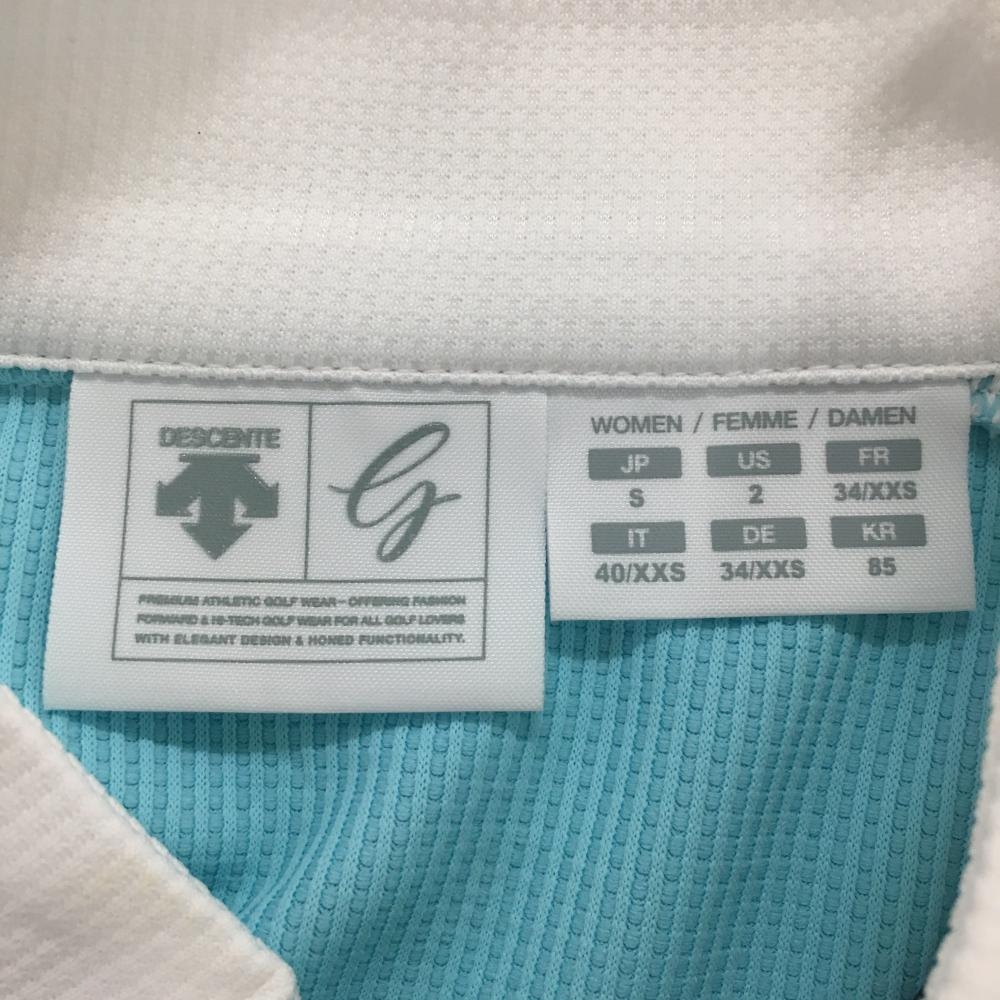 DESCENTE
G
PREMIUM ATHLETIC GOLF WEAR-OFFERING FASHION
FORWARD & HI-TECH GOLF WEAR FOR ALL GOLF LOVERS
WITH ELEGANT DESIGN & HONED FUNCTIONALITY.
WOMEN / FEMME / DAMEN
JP US FR
S 2 34/XXS
IT DE KR
40/XXS 34/XXS 85